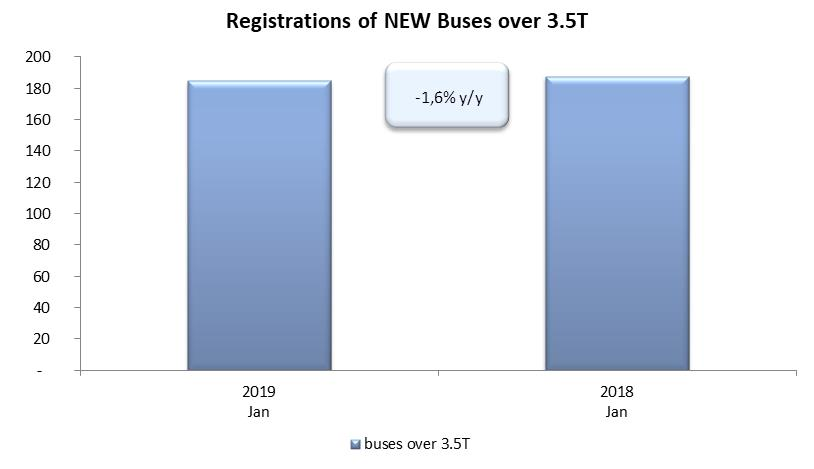 Registrations of NEW Buses over 3.5T
200
180
160
140
120
100
80
60
40
20
-
-1,6% y/y
2019
Jan
2018
Jan
buses over 3.5T